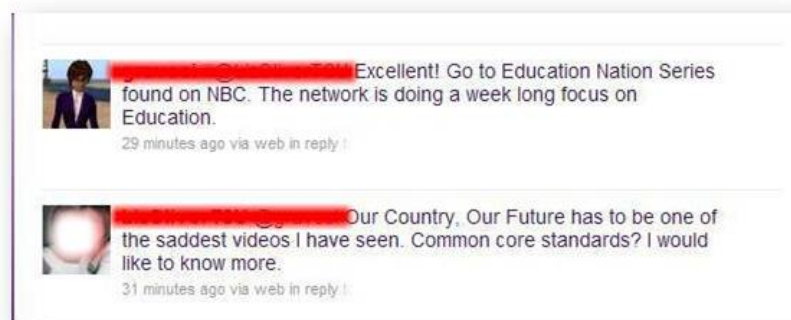 Excellent! Go to Education Nation Series
found on NBC. The network is doing a week long focus on
Education.
29 minutes ago via web in reply
Our Country, Our Future has to be one of
the saddest videos I have seen. Common core standards? I would
like to know more.
31 minutes ago via web in reply